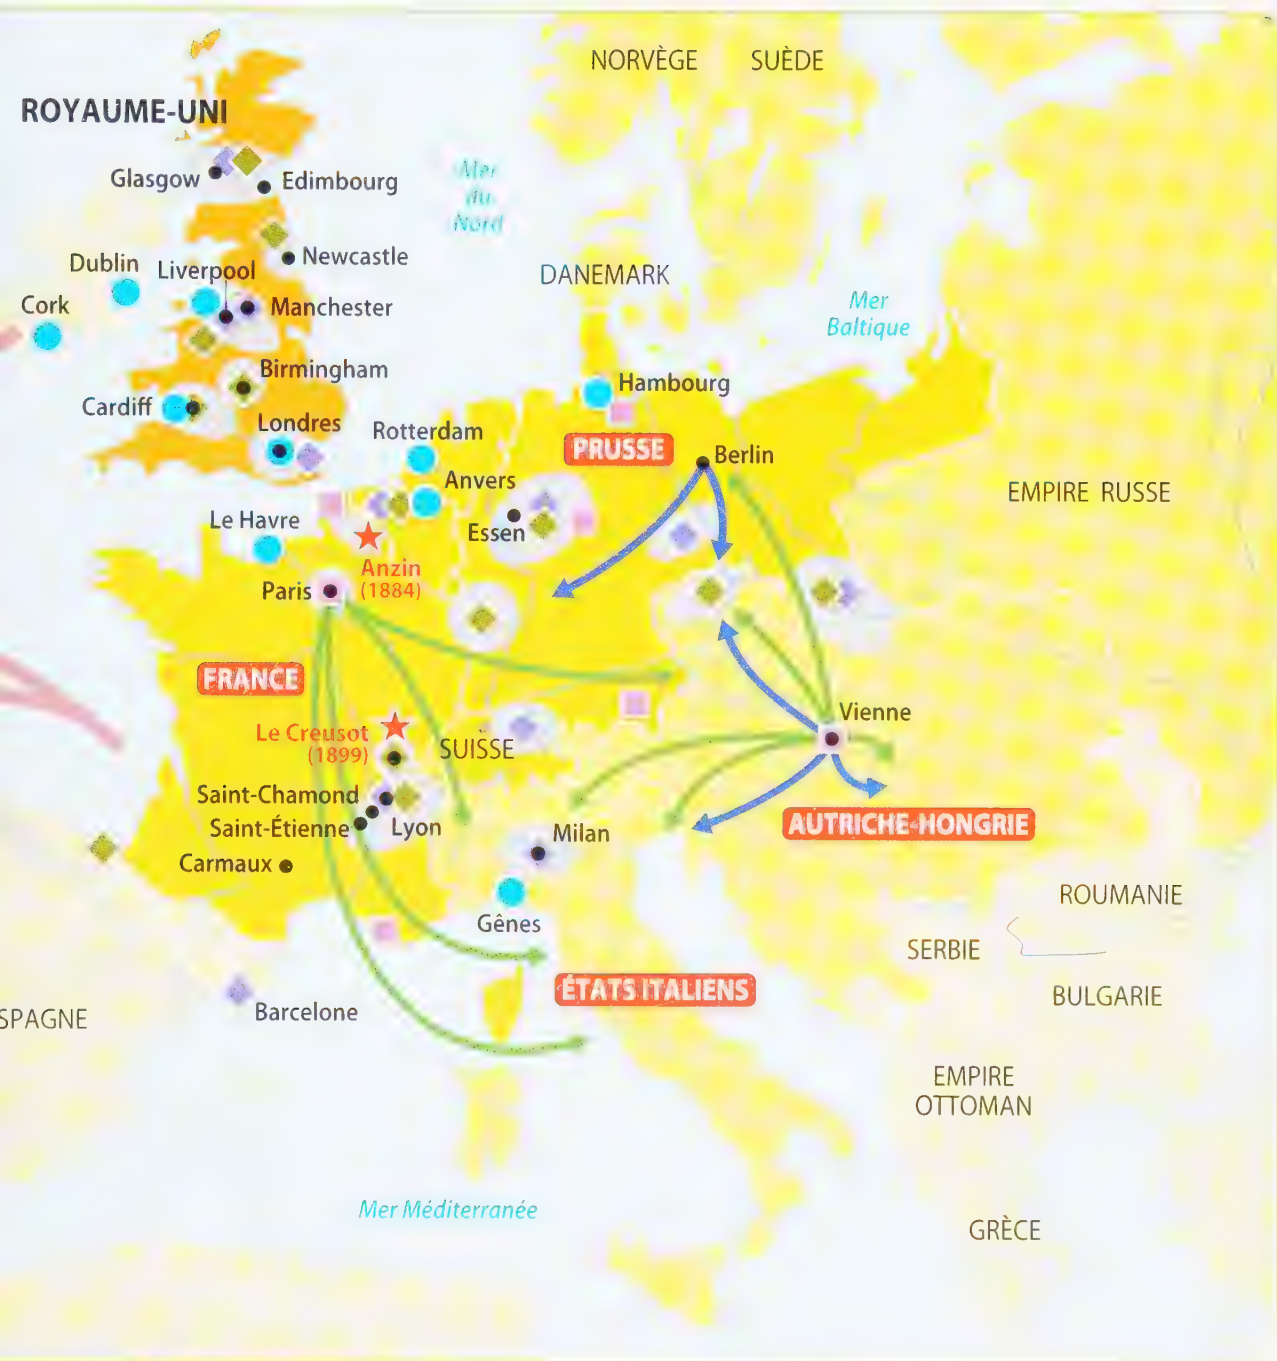 NORVÈGE
SUÈDE
ROYAUME-UNI
Glasgow
Edimbourg
Mer
du
Nord
Newcastle
Dublin
Liverpool
DANEMARK
Cork
Manchester
Mer
Baltique
Birmingham
Hambourg
Cardiff
Londres
Rotterdam
PRUSSE
Berlin
Anvers
EMPIRE RUSSE
Le Havre
Essen
Anzin
(1884)
Paris
FRANCE
Vienne
Le Creusot
(1899)
SUISSE
Saint-Chamond
AUTRICHE-HONGRIE
Saint-Étienne
Lyon
Milan
Carmaux
ROUMANIE
Gênes
SERBIE
ÉTATS ITALIENS
BULGARIE
Barcelone
SPAGNE
EMPIRE
OTTOMAN
Mer Méditerranée
GRÈCE